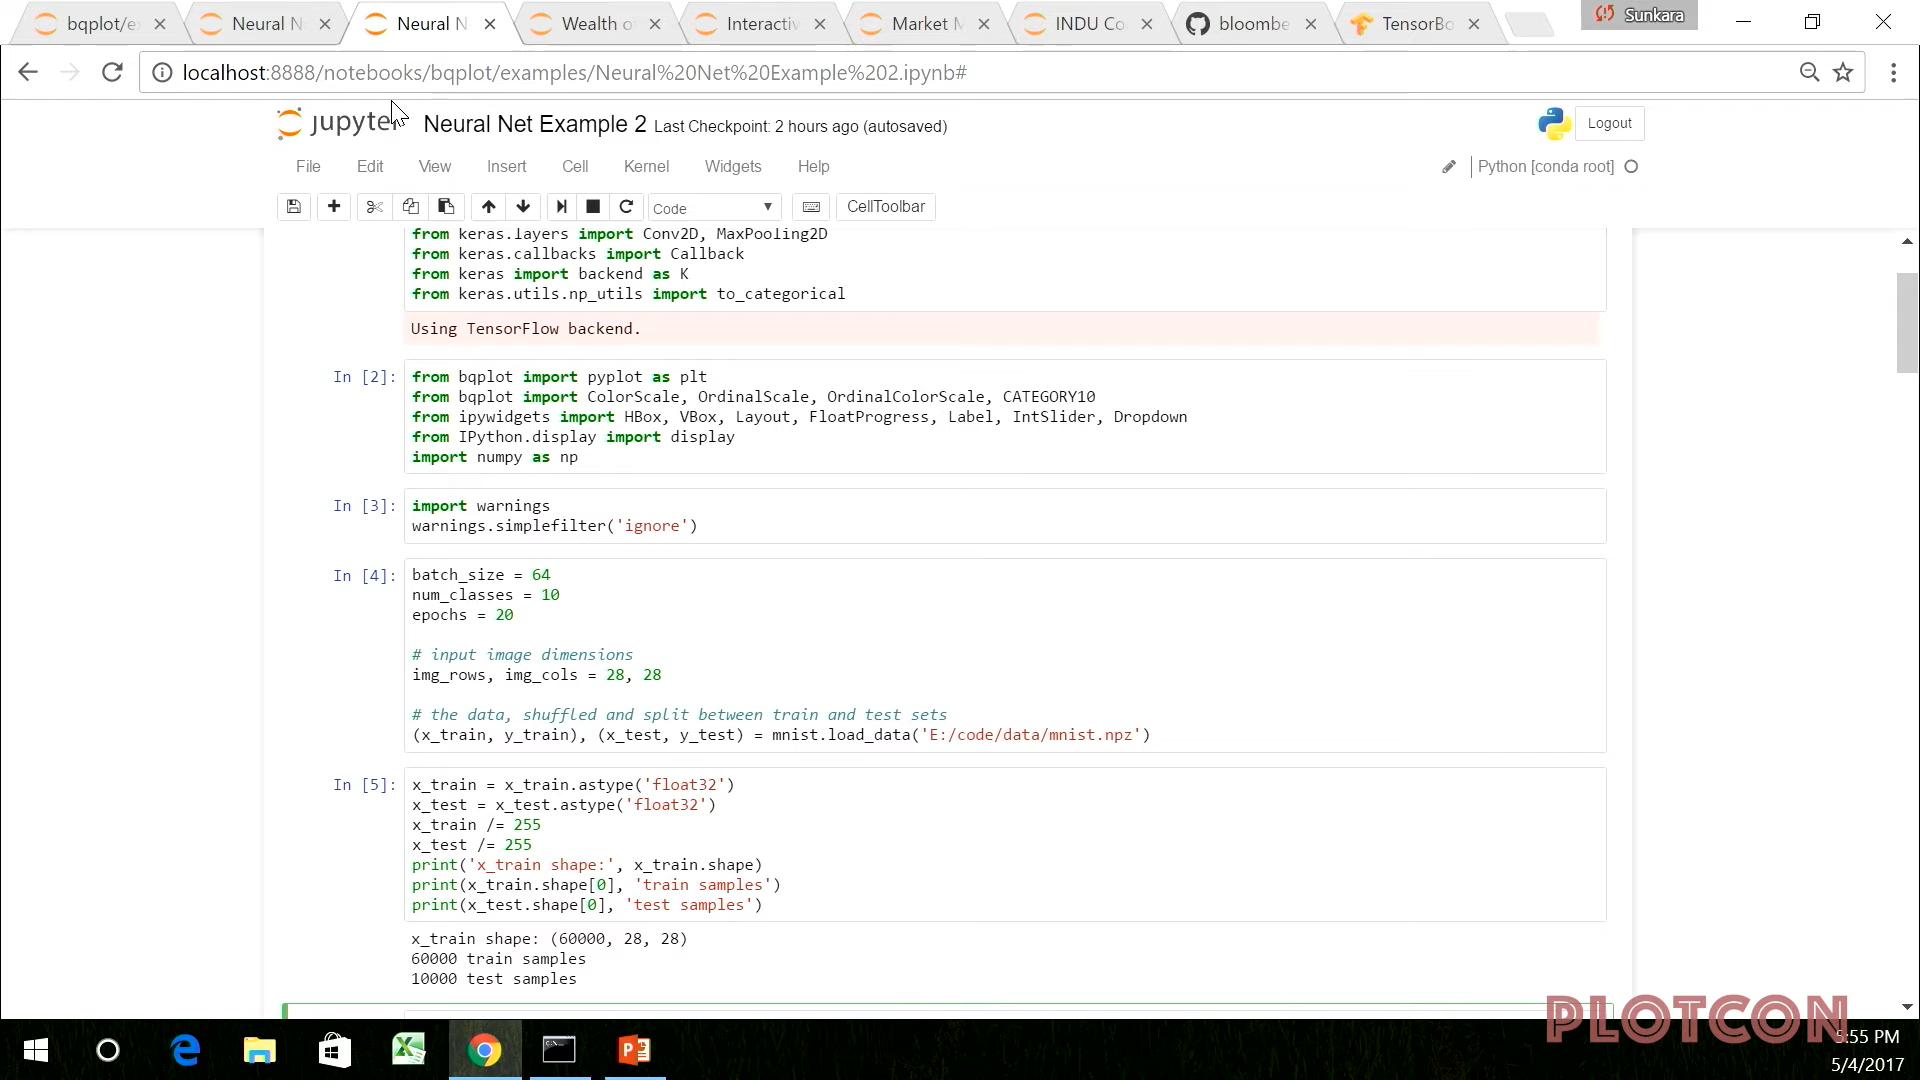 bqplot/e
Neural N
Neural N
Wealth o
Interactiv
Market M
INDU Co
bloombe
TensorBo
Sunkara
localhost:8888/notebooks/bqplot/examples/Neural%20Net%20Example%202.ipynb#
jupyter Neural Net Example 2 Last Checkpoint: 2 hours ago (autosaved)
Logout
File Edit View Insert Cell Kernel Widgets Help
Python [conda root]
Code
CellToolbar
from keras.layers import Conv2D, MaxPooling2D
from keras.callbacks import Callback
from keras import backend as K
from keras.utils.np_utils import to_categorical
Using TensorFlow backend.
In [2]: from bqplot import pyplot as plt
from bqplot import ColorScale, OrdinalScale, OrdinalColorScale, CATEGORY10
from ipywidgets import HBox, VBox, Layout, FloatProgress, Label, IntSlider, Dropdown
from IPython.display import display
import numpy as np
In [3]: import warnings
warnings.simplefilter('ignore')
In [4]: batch_size = 64
num_classes = 10
epochs = 20
# input image dimensions
img_rows, img_cols = 28, 28
# the data, shuffled and split between train and test sets
(x_train, y_train), (x_test, y_test) = mnist.load_data('E:/code/data/mnist.npz')
In [5]: x_train = x_train.astype('float32')
x_test = x_test.astype('float32')
x_train /= 255
x_test /= 255
print('x_train shape:', x_train.shape)
print(x_train.shape[0], 'train samples')
print(x_test.shape[0], 'test samples')
x_train shape: (60000, 28, 28)
60000 train samples
10000 test samples
PLOTCON
5:55 PM
5/4/2017